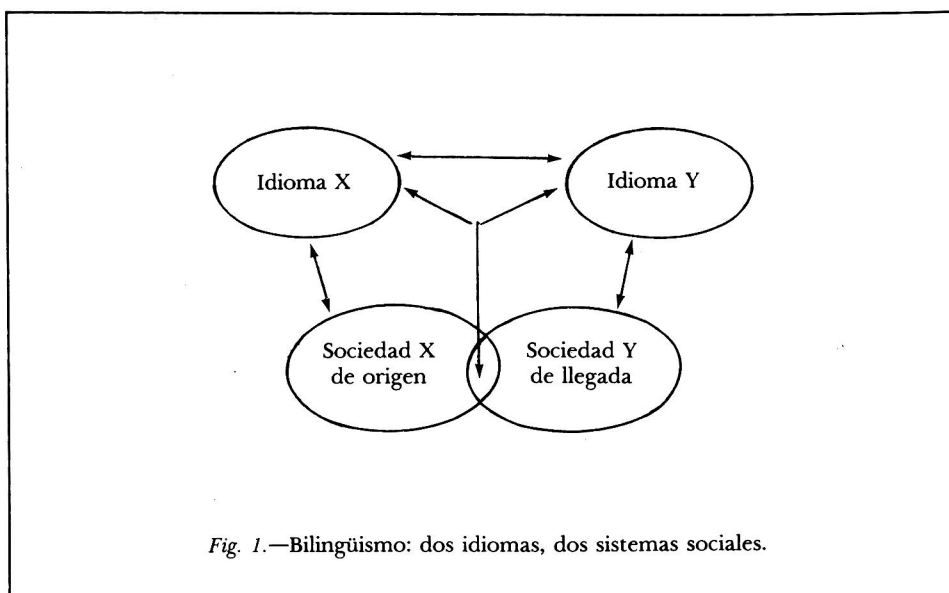 Idioma X
Idioma Y
Sociedad X
de origen
Sociedad Y
de llegada
Fig. 1.—Bilingüismo: dos idiomas, dos sistemas sociales.